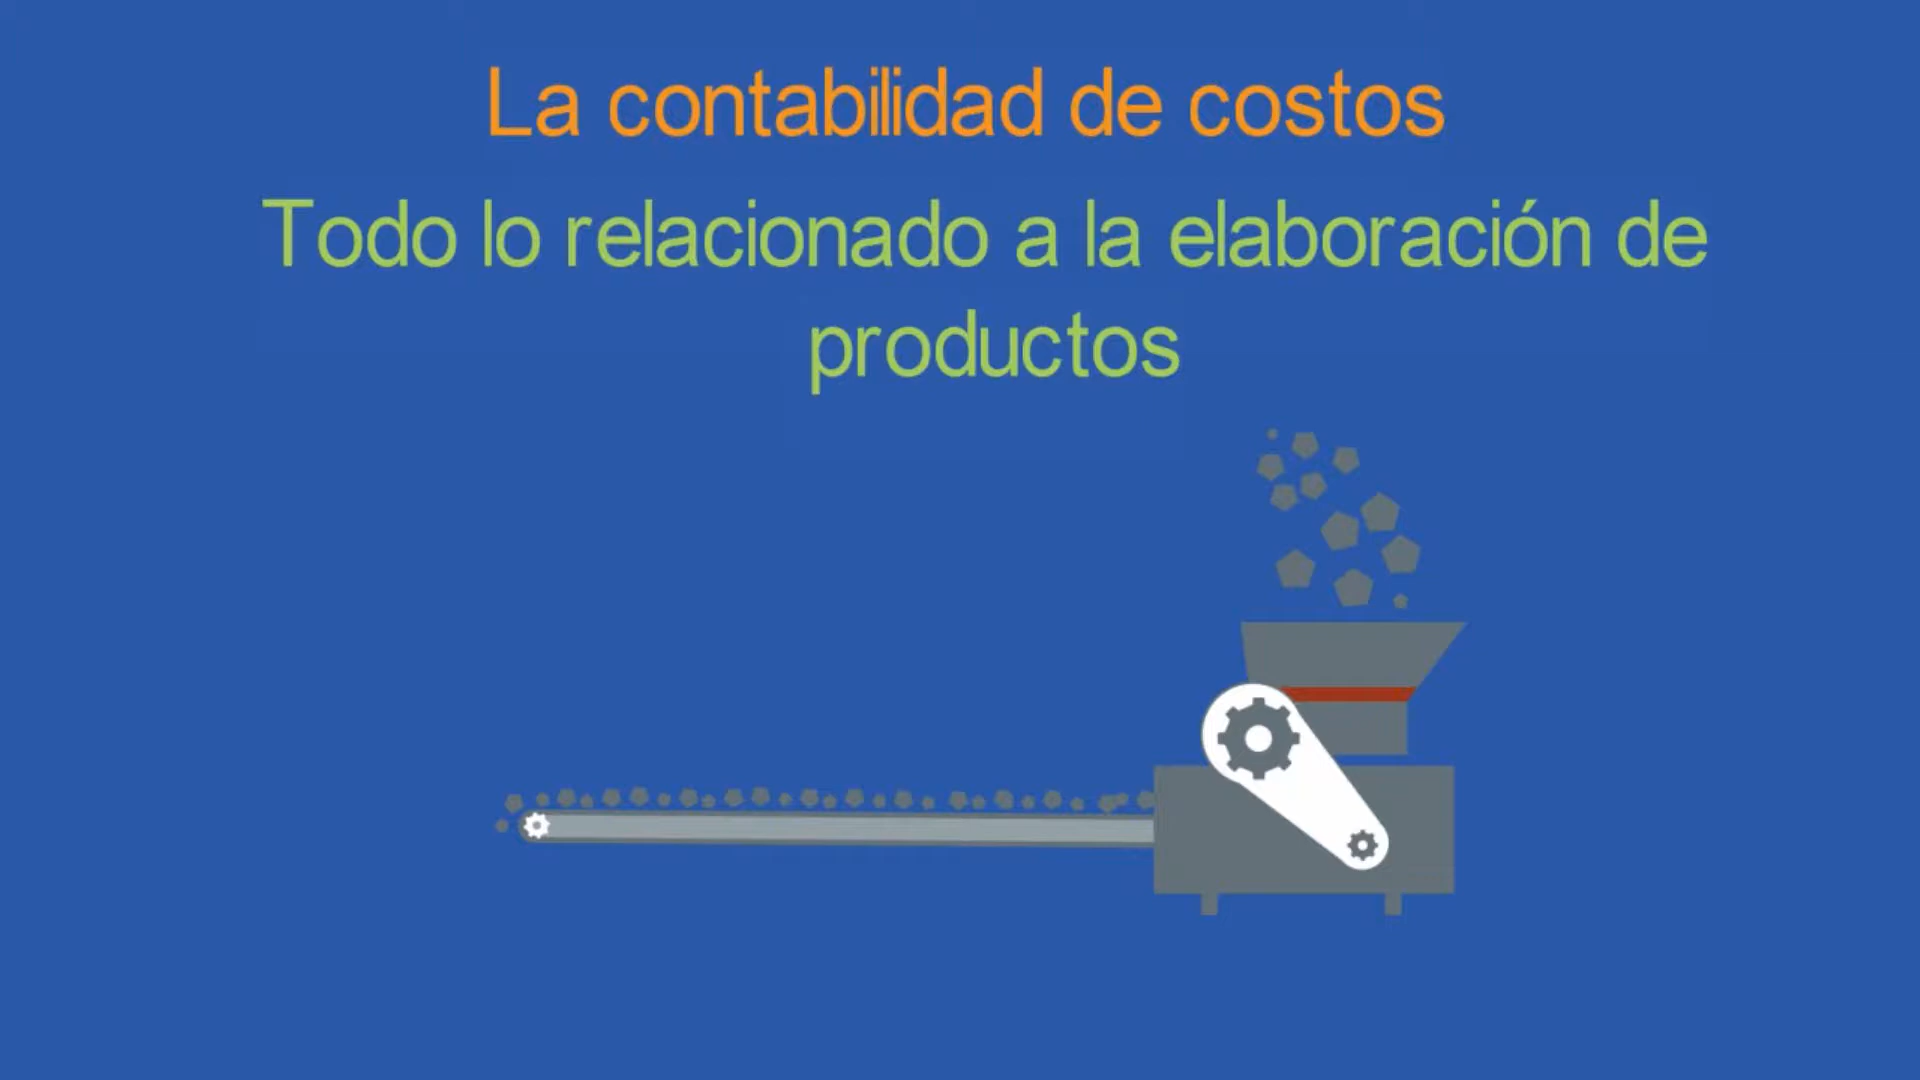 La contabilidad de costos
Todo lo relacionado a la elaboración de
productos